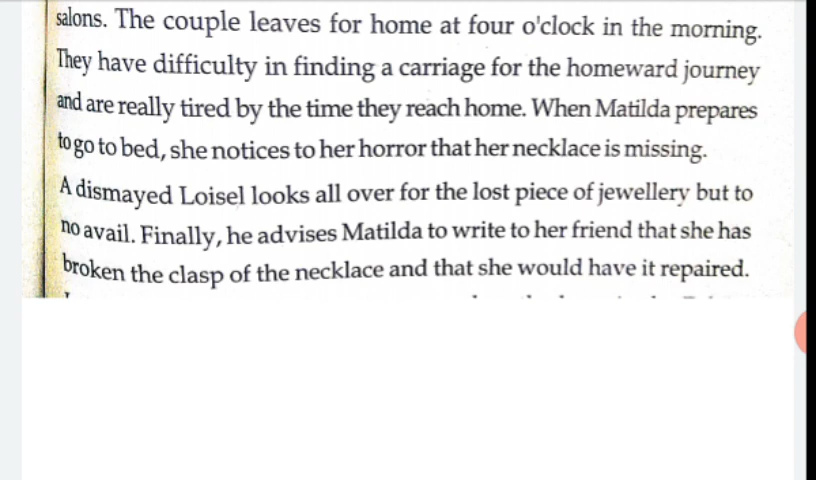 salons. The couple leaves for home at four o'clock in the morning.
They have difficulty in finding a carriage for the homeward journey
and are really tired by the time they reach home. When Matilda prepares
to go to bed, she notices to her horror that her necklace is missing.
A dismayed Loisel looks all over for the lost piece of jewellery but to
no avail. Finally, he advises Matilda to write to her friend that she has
broken the clasp of the necklace and that she would have it repaired.